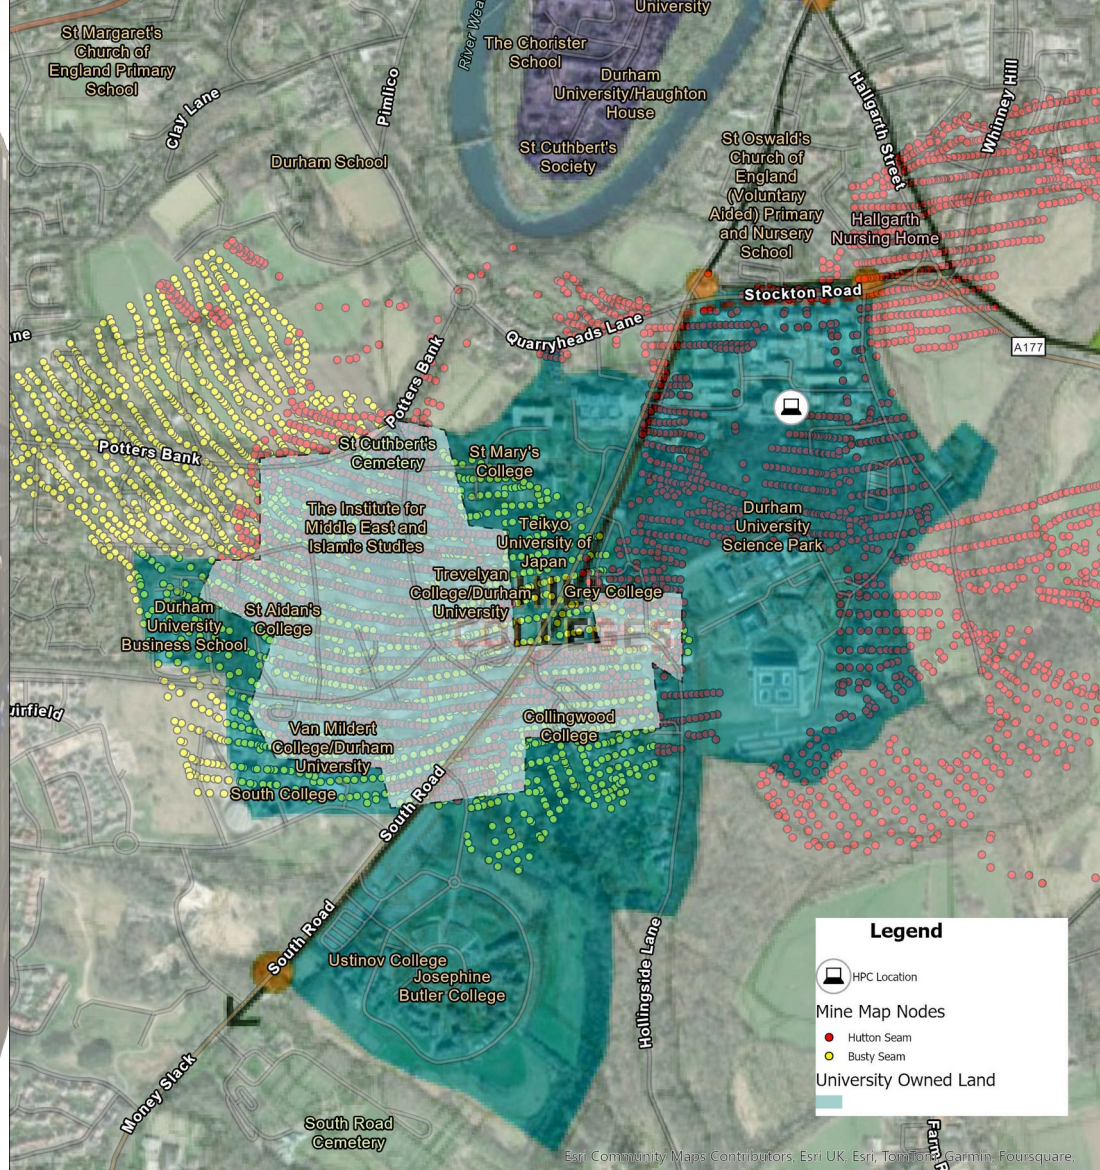 University
St Margaret's
Church of
England Primary
School
River Wea
The Chorister
School
Durham
University/Haughton
House
Clay Lane
Pimlico
Hallgarth Street
Whinney Hill
St Cuthbert's
Society
Durham School
St Oswald's
Church of
England
(Voluntary
Aided) Primary
and Nursery
School
Hallgarth
Nursing Home
Stockton Road
Quarryheads Lane
A177
Potters Bank
Potters Bank
St Cuthbert's
Cemetery
St Mary's
College
The Institute for
Middle East and
Islamic Studies
Teikyo
University of
Japan
Durham
University
Science Park
Trevelyan
College/Durham
University
Grey College
COLLEGES
Durham
University
Business School
St Aidan's
College
uirfield
Van Mildert
College/Durham
University
Collingwood
College
South College
South Road
South Road
Ustinov College
Josephine
Butler College
Hollingside Lane
Money Slack
South Road
Cemetery
Legend
HPC Location
Mine Map Nodes
Hutton Seam
Busty Seam
University Owned Land
Esri Community Maps Contributors, Esri UK, Esri, TomTom, Garmin, Foursquare,